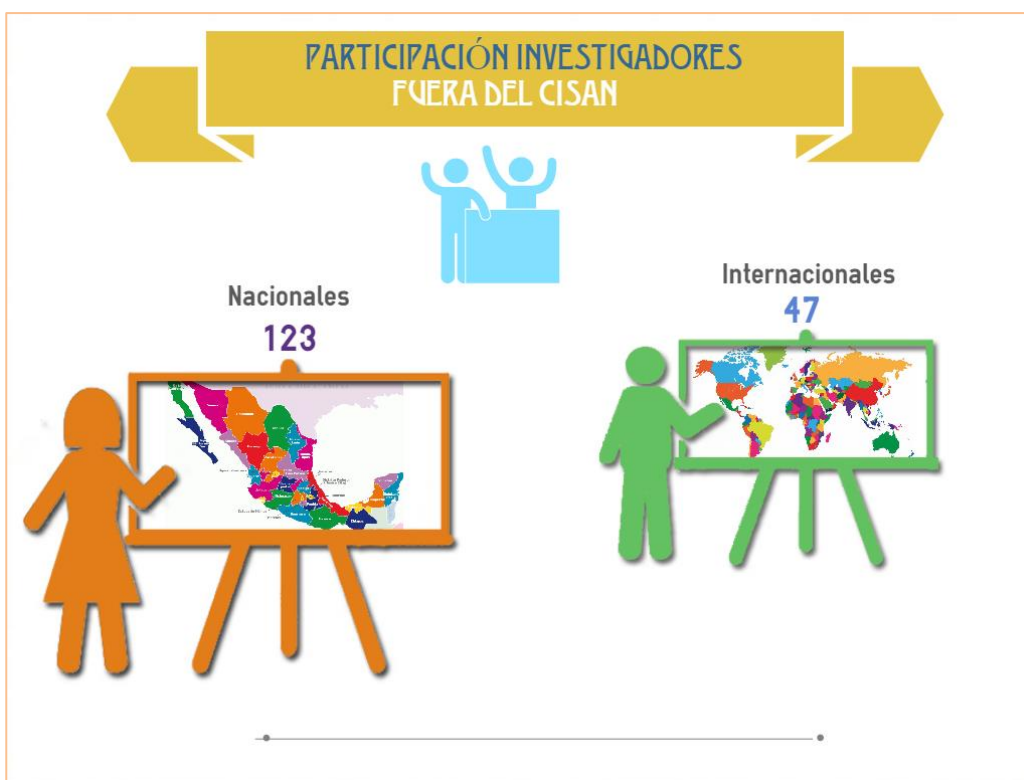 PARTICIPACIÓN INVESTIGADORES
FUERA DEL CISAN
Nacionales
123
Internacionales
47